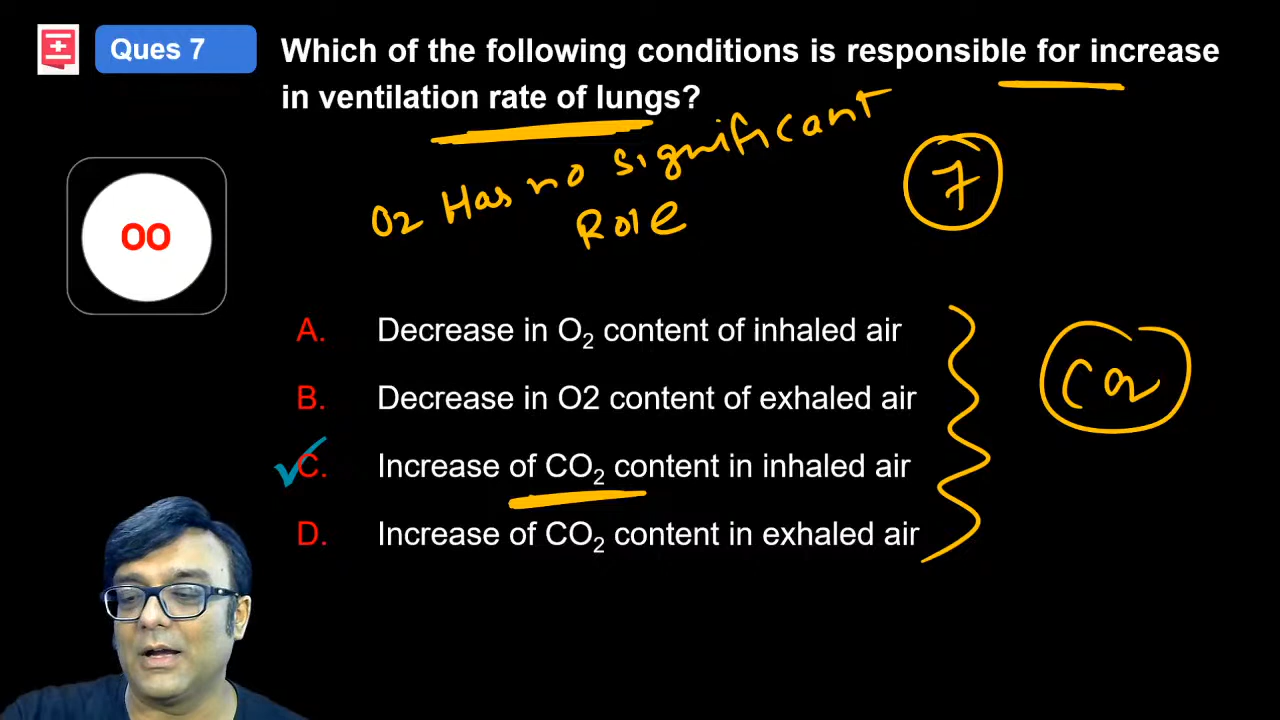 Ques 7
Which of the following conditions is responsible for increase
in ventilation rate of lungs?
O2 Has no significant
Role
7
00
A. Decrease in O₂ content of inhaled air
B. Decrease in O2 content of exhaled air
C. Increase of CO₂ content in inhaled air
D. Increase of CO₂ content in exhaled air
CO2